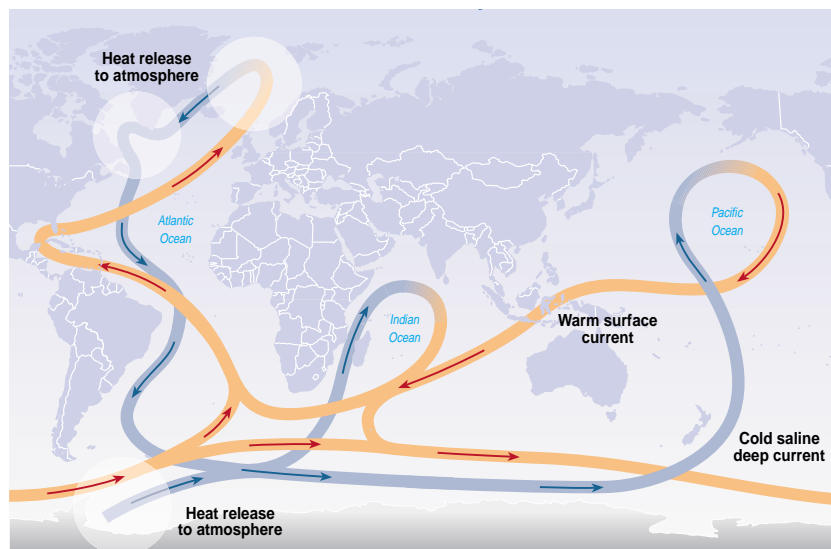 Heat release
to atmosphere
Atlantic
Ocean
Pacific
Ocean
Indian
Ocean
Warm surface
current
Cold saline
deep current
Heat release
to atmosphere